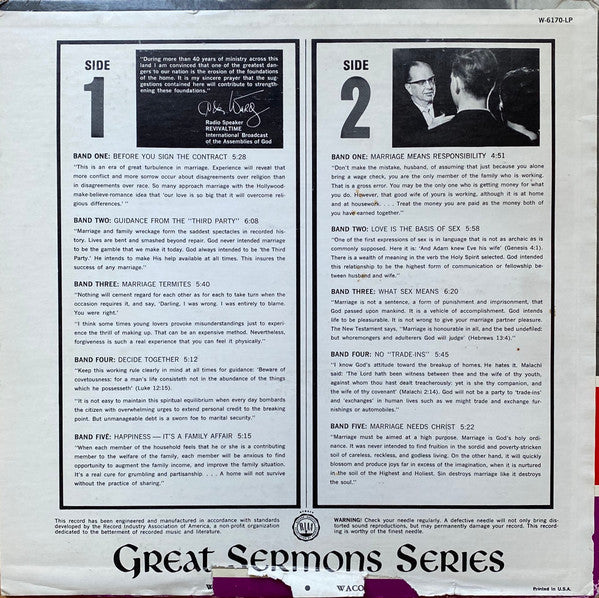 W-6170-LP
SIDE
1
"During more than 40 years of ministry across this
land I am convinced that one of the greatest dan-
gers to our nation is the erosion of the foundations
of the home. It is my sincere prayer that the sug-
gestions contained here will contribute to strength-
ening these foundations."
Radio Speaker
REVIVALTIME
International Broadcast
of the Assemblies of God
BAND ONE: BEFORE YOU SIGN THE CONTRACT 5:28
"This is an era of great turbulence in marriage. Experience will reveal that
more conflict and more sorrow occur about disagreements over religion than
in disagreements over race. So many approach marriage with the Hollywood-
make-believe-romance idea that 'our love is so big that it will overcome reli-
gious differences.' "
BAND TWO: GUIDANCE FROM THE "THIRD PARTY" 6:08
"Marriage and family wreckage form the saddest spectacles in recorded his-
tory. Lives are bent and smashed beyond repair. God never intended marriage
to be the gamble that we make it today. God always intended to be 'the Third
Party.' He intends to make His help available at all times. This insures the
success of any marriage."
BAND THREE: MARRIAGE TERMITES 5:40
"Nothing will cement regard for each other as for each to take turn when the
occasion requires it, and say, 'Darling, I was wrong. I was entirely to blame.
You were right.'
"I think some times young lovers provoke misunderstandings just to experi-
ence the thrill of making up. That can be an expensive method. Nevertheless,
forgiveness is such a real experience that you can feel it physically."
BAND FOUR: DECIDE TOGETHER 5:12
"Keep this working rule clearly in mind at all times for guidance: 'Beware of
covetousness: for a man's life consisteth not in the abundance of the things
which he possesseth' (Luke 12:15).
"It is not easy to maintain this spiritual equilibrium when every day bombards
the citizen with overwhelming urges to extend personal credit to the breaking
point. But unmanageable debt is a sworn foe to marital security."
BAND FIVE: HAPPINESS — IT'S A FAMILY AFFAIR 5:15
"When each member of the household feels that he or she is a contributing
member to the welfare of the family, each member will be anxious to find
opportunity to augment the family income, and improve the family situation.
It's a real cure for grumbling and partisanship. . . . A home will not survive
without the practice of sharing."
SIDE
2
BAND ONE: MARRIAGE MEANS RESPONSIBILITY 4:51
"Don't make the mistake, husband, of assuming that just because you alone
bring a wage check, you are the only member of the family who is working.
That is a gross error. You may be the only one who is getting money for what
you do. However, that good wife of yours is working, although it is at home
and at housework. . . . Treat the money you are paid as the money both of
you have earned together."
BAND TWO: LOVE IS THE BASIS OF SEX 5:58
"One of the first expressions of sex in language that is not as archaic as is
commonly supposed. Here it is: 'And Adam knew Eve his wife' (Genesis 4:1).
There is a wealth of meaning in the verb the Holy Spirit selected. God intended
this relationship to be the highest form of communication or fellowship be-
tween husband and wife."
BAND THREE: WHAT SEX MEANS 6:20
"Marriage is not a sentence, a form of punishment and imprisonment, that
God passed upon mankind. It is a vehicle of accomplishment. God intends
life to be pleasurable. It is not wrong to give your marriage partner pleasure.
The New Testament says, "Marriage is honourable in all, and the bed undefiled:
but whoremongers and adulterers God will judge' (Hebrews 13:4)."
BAND FOUR: NO "TRADE-INS" 5:45
"I know God's attitude toward the breakup of homes. He hates it. Malachi
said: 'The Lord hath been witness between thee and the wife of thy youth,
against whom thou hast dealt treacherously: yet is she thy companion, and
the wife of thy covenant' (Malachi 2:14). God will not be a party to 'trade-ins'
and 'exchanges' in human lives such as we might trade and exchange fur-
nishings or automobiles."
BAND FIVE: MARRIAGE NEEDS CHRIST 5:22
"Marriage must be aimed at a high purpose. Marriage is God's holy ordi-
nance. It was never intended to find fruition in the sordid and poverty-stricken
soil of careless, reckless, and godless living. On the other hand, it will quickly
blossom and produce joys far in excess of the imagination, when it is nurtured
in the soil of the Highest and Holiest. Sin destroys marriage like it destroys
the soul."
This record has been engineered and manufactured in accordance with standards
developed by the Record Industry Association of America, a non-profit organization
dedicated to the betterment of recorded music and literature.
WARNING! Check your needle regularly. A defective needle will not only bring dis-
torted sound reproductions, but may permanently damage your record. This record-
ing is worthy of the finest needle.
GREAT SERMONS SERIES
WACO
Printed in U.S.A.